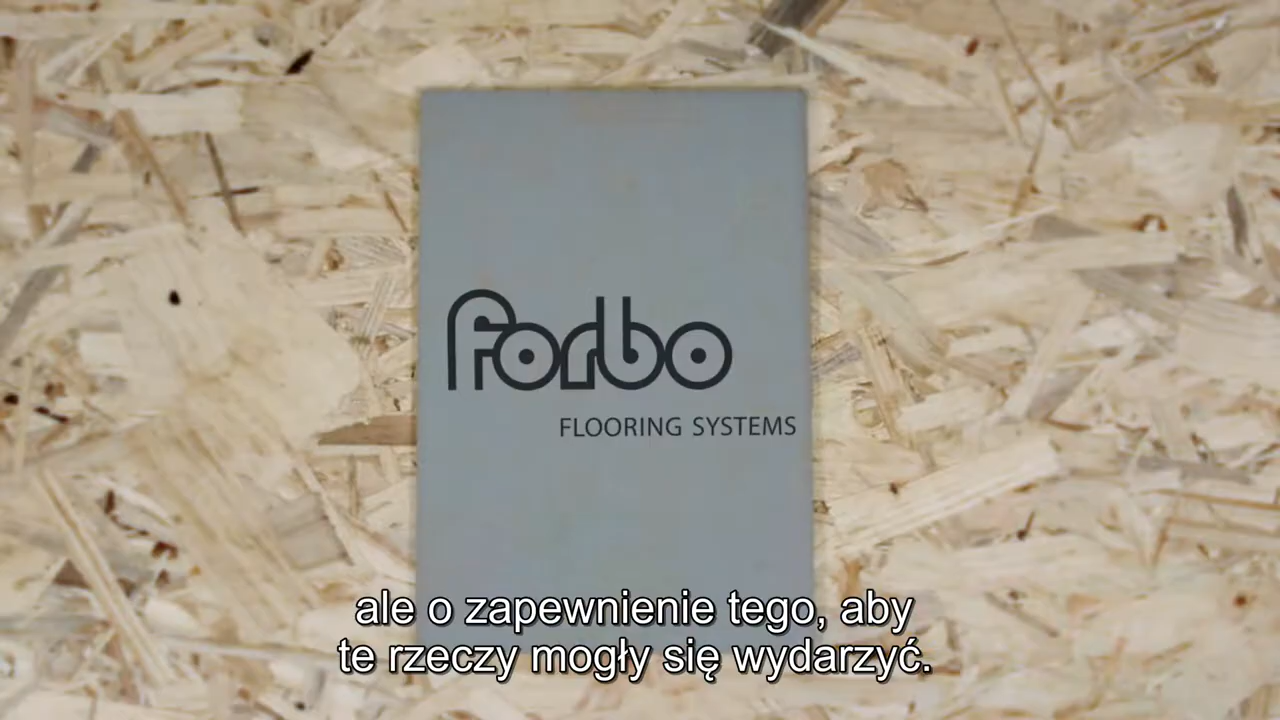 forbo
FLOORING SYSTEMS
ale o zapewnienie tego, aby
te rzeczy mogły się wydarzyć.